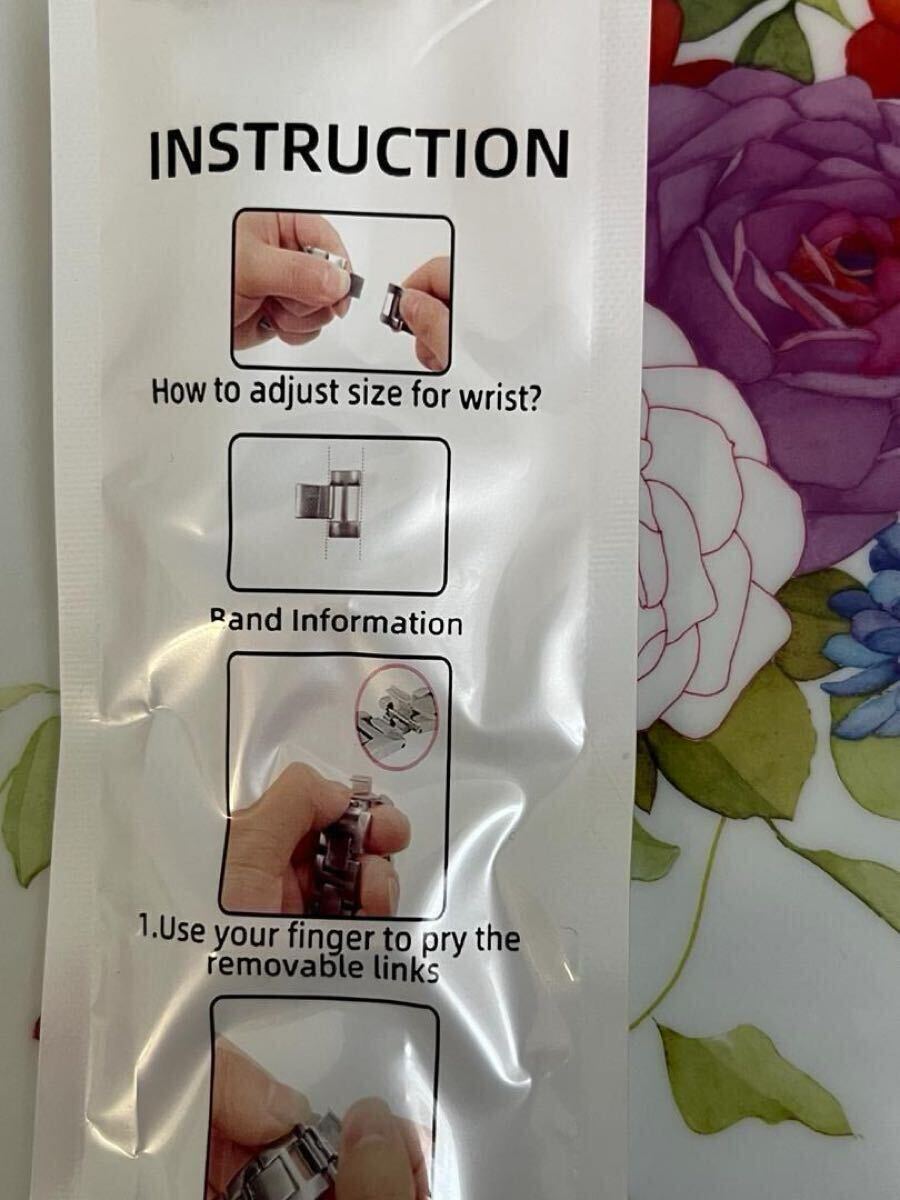 INSTRUCTION
How to adjust size for wrist?
Band Information
1.Use your finger to pry the
removable links